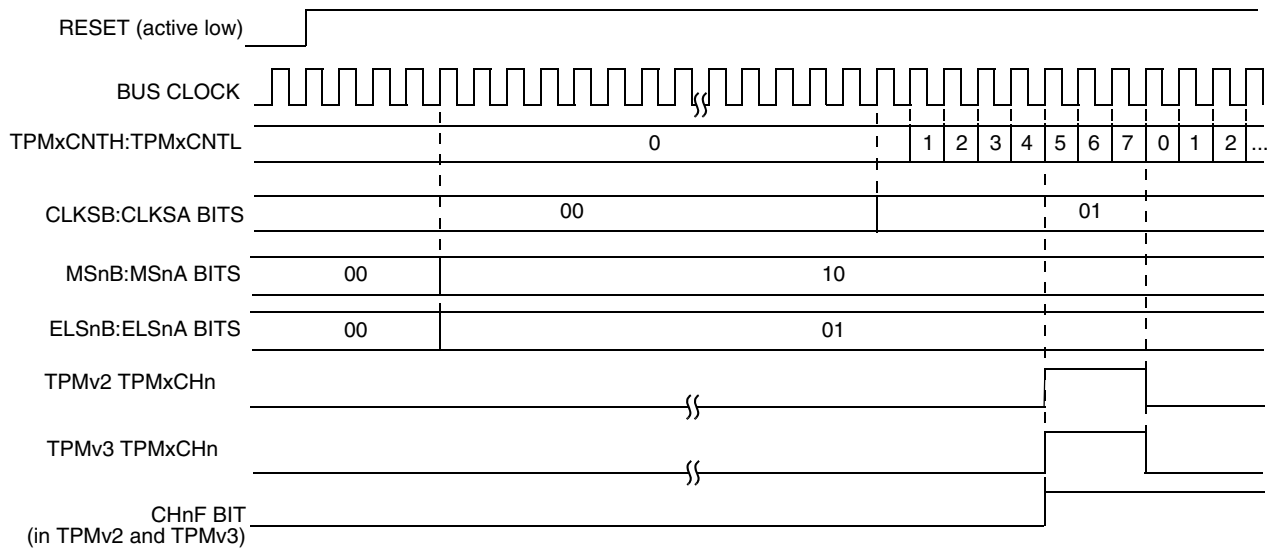 RESET (active low)
BUS CLOCK
TPMxCNTH:TPMxCNTL 0 1 2 3 4 5 6 7 0 1 2 ...
CLKSB:CLKSA BITS 00 01
MSnB:MSnA BITS 00 10
ELSnB:ELSnA BITS 00 01
TPMv2 TPMxCHn
TPMv3 TPMxCHn
CHnF BIT
(in TPMv2 and TPMv3)